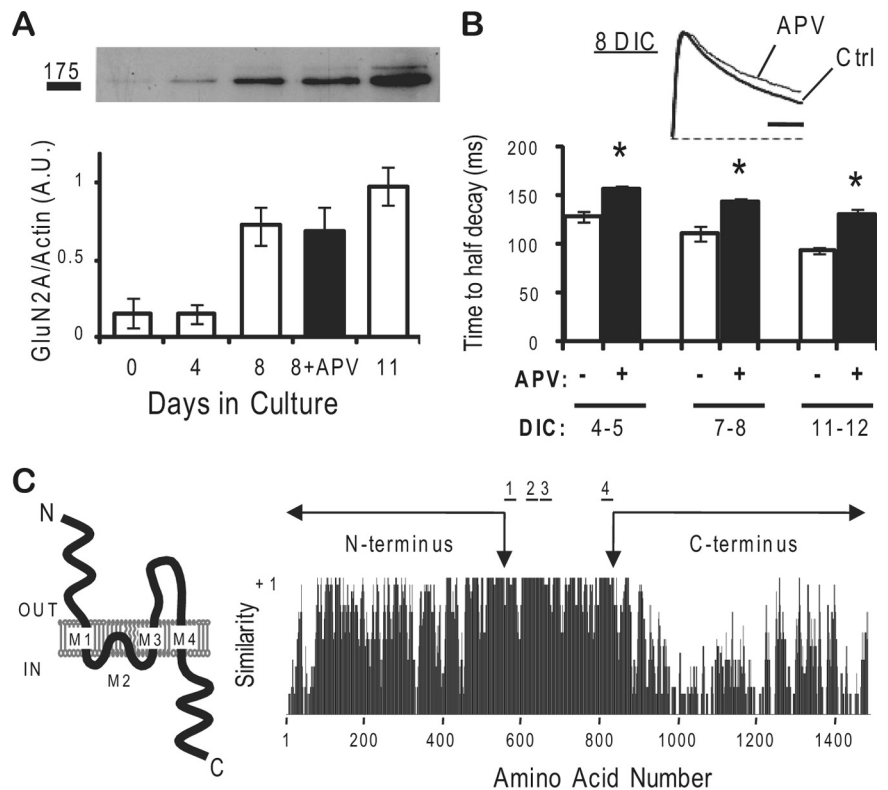 A
175
GluN2A/Actin (A.U.)
1
0.5
0
0 4 8 8+APV 11
Days in Culture
B
8 DIC
APV
Ctrl
Time to half decay (ms)
200
150
100
50
0
* * *
APV: - + - + - +
DIC: 4-5 7-8 11-12
C
N
OUT
IN
M1 M3 M4
M2
C
1 2 3 4
N-terminus C-terminus
+1
Similarity
1 200 400 600 800 1000 1200 1400
Amino Acid Number